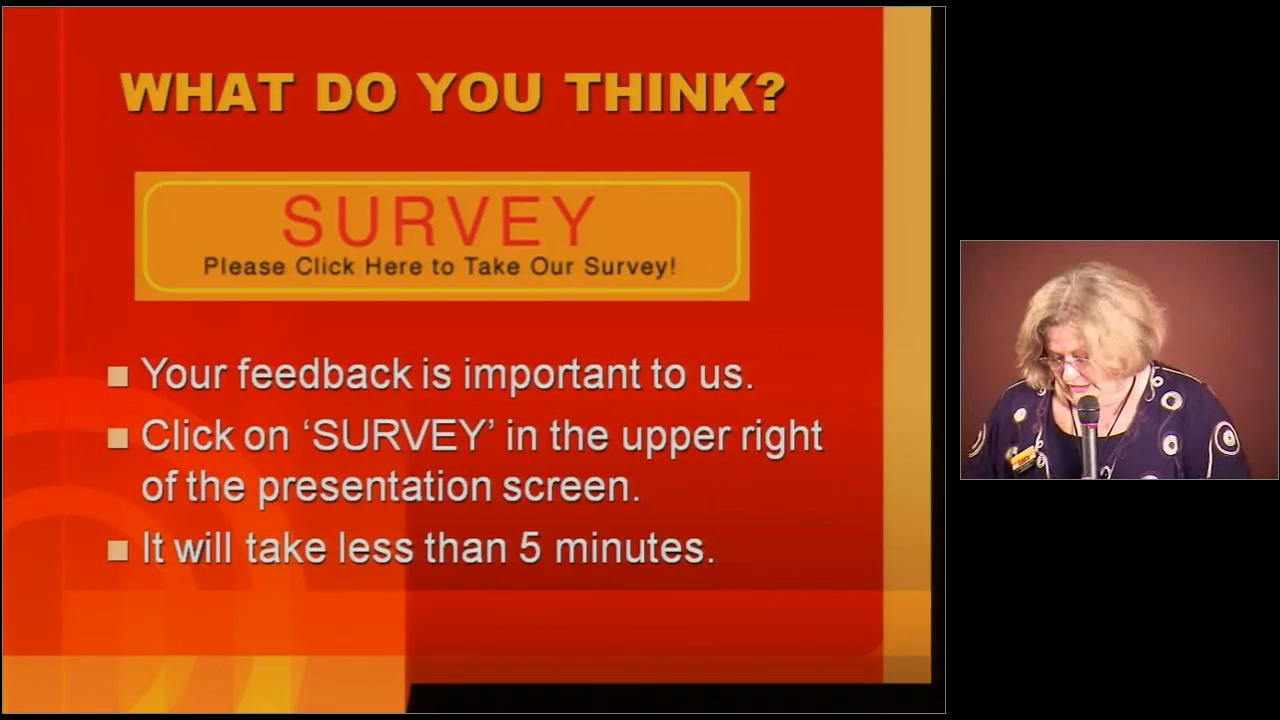 WHAT DO YOU THINK?
SURVEY
Please Click Here to Take Our Survey!
Your feedback is important to us.
Click on ‘SURVEY’ in the upper right
of the presentation screen.
It will take less than 5 minutes.